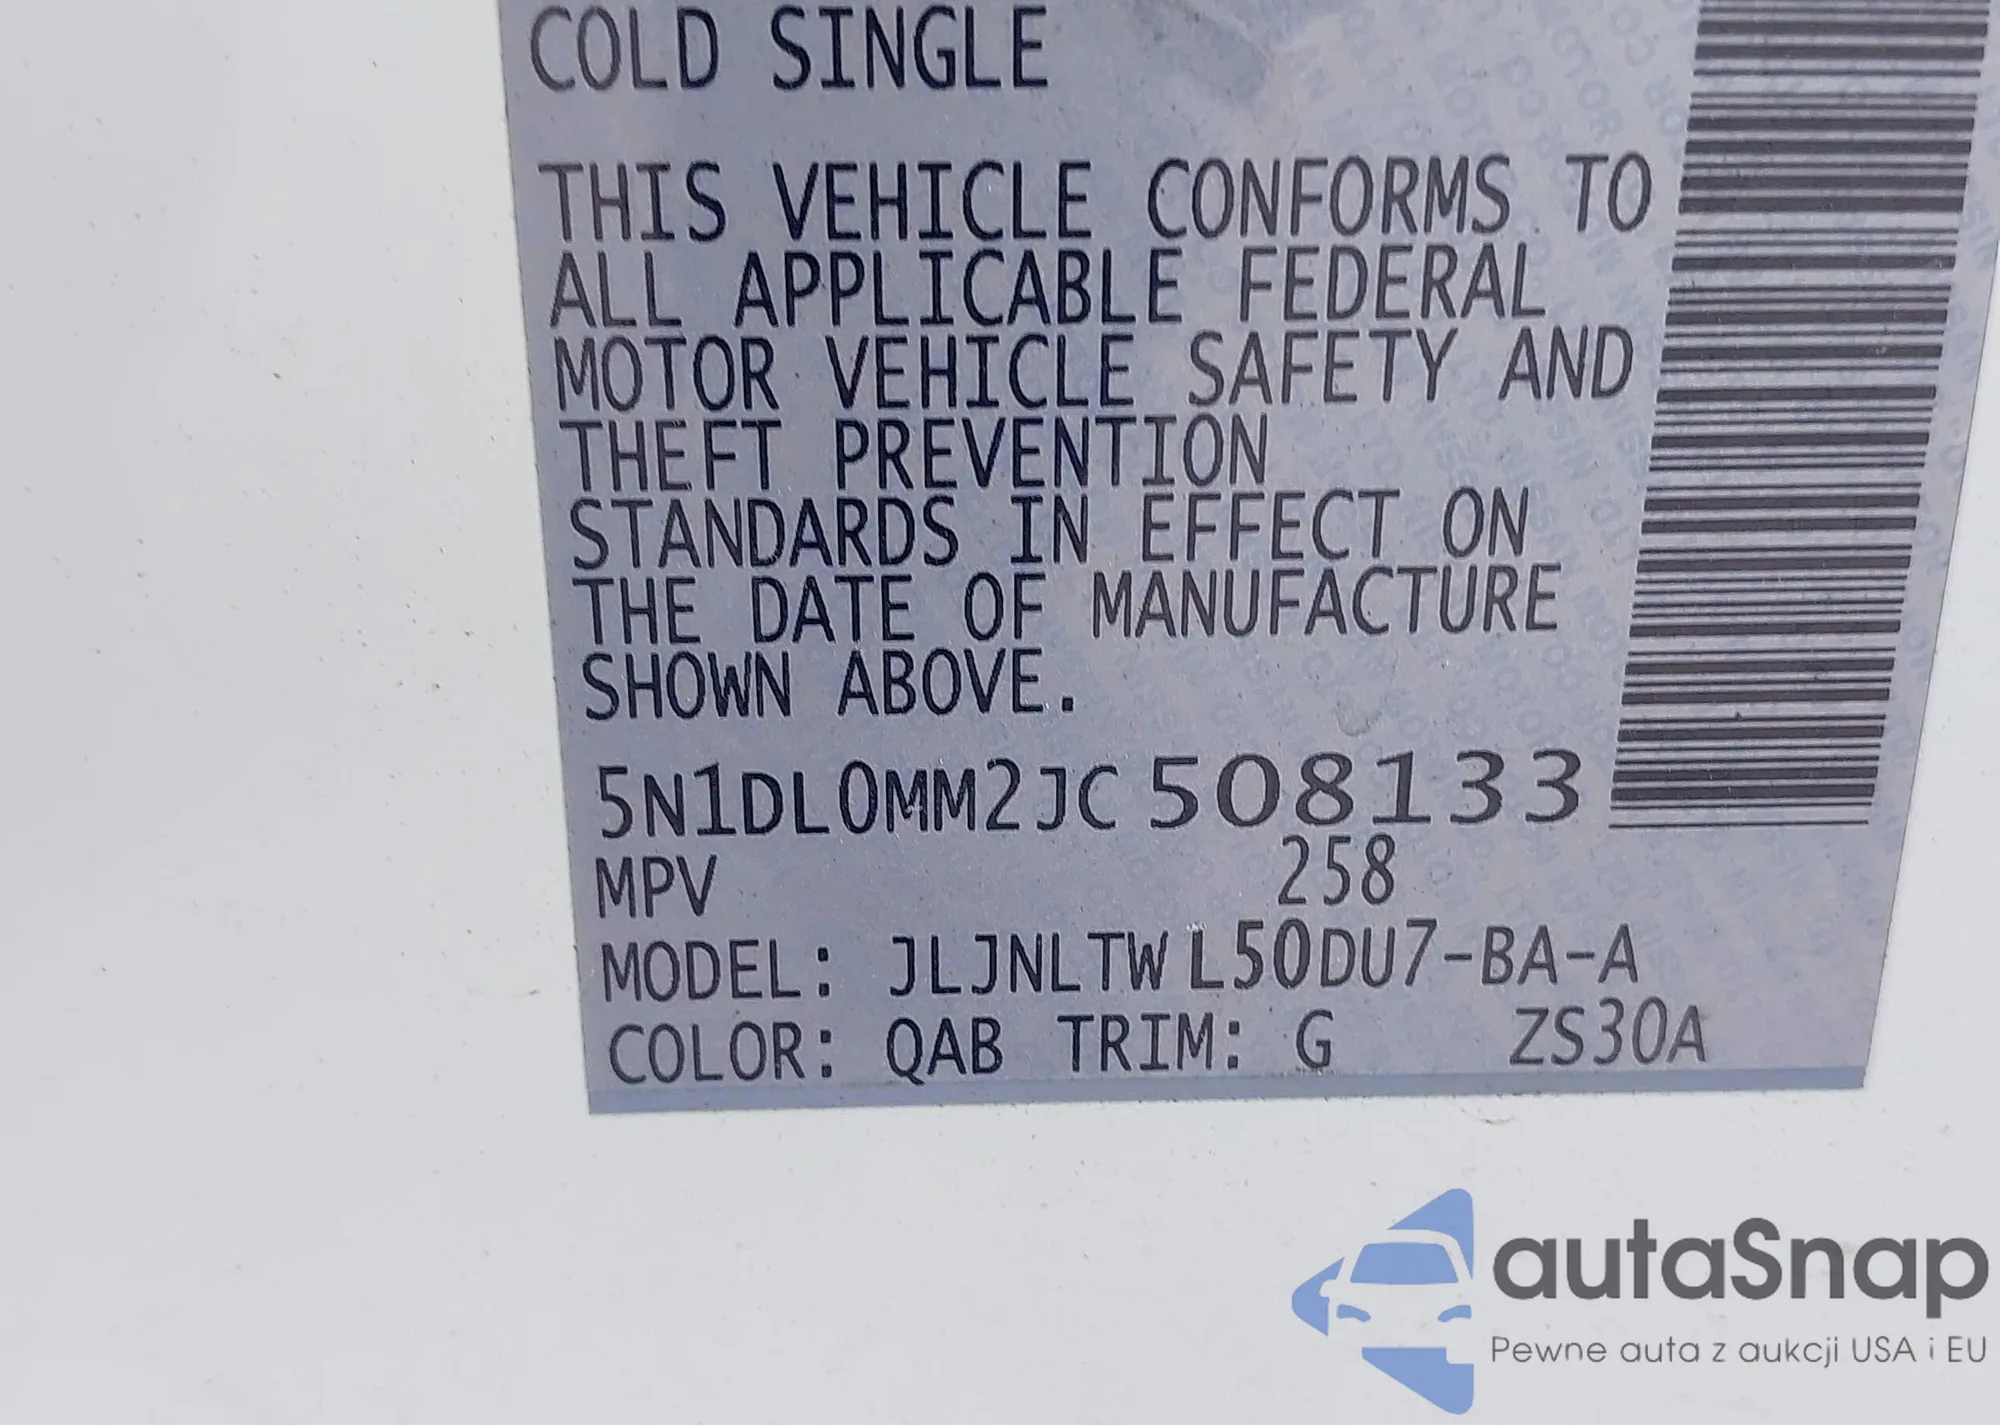 COLD SINGLE
THIS VEHICLE CONFORMS TO
ALL APPLICABLE FEDERAL
MOTOR VEHICLE SAFETY AND
THEFT PREVENTION
STANDARDS IN EFFECT ON
THE DATE OF MANUFACTURE
SHOWN ABOVE.
5N1DL0MM2JC508133
MPV 258
MODEL: JLJNLTWL50DU7-BA-A
COLOR: QAB TRIM: G ZS30A
autaSnap
Pewne auta z aukcji USA i EU